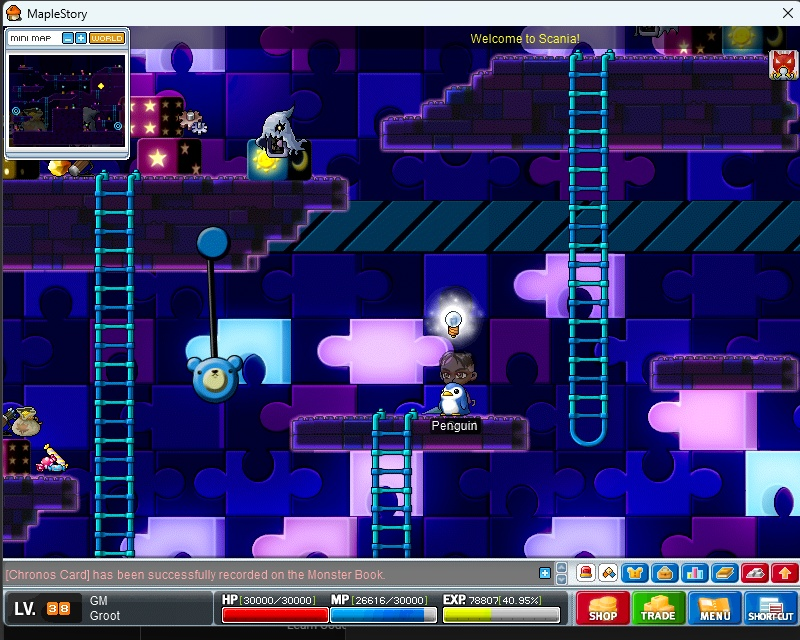 MapleStory
MINI MAP
WORLD
Welcome to Scania!
Penguin
[Chronos Card] has been successfully recorded on the Monster Book.
LV. 38
GM
Groot
HP [30000/30000] MP [26616/30000] EXP. 78807[40.95%]
SHOP
TRADE
MENU
SHORTCUT